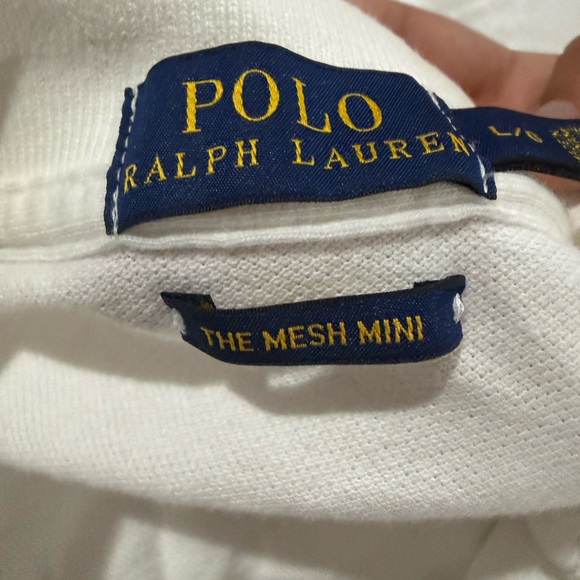 POLO
RALPH LAUREN
L/G
THE MESH MINI